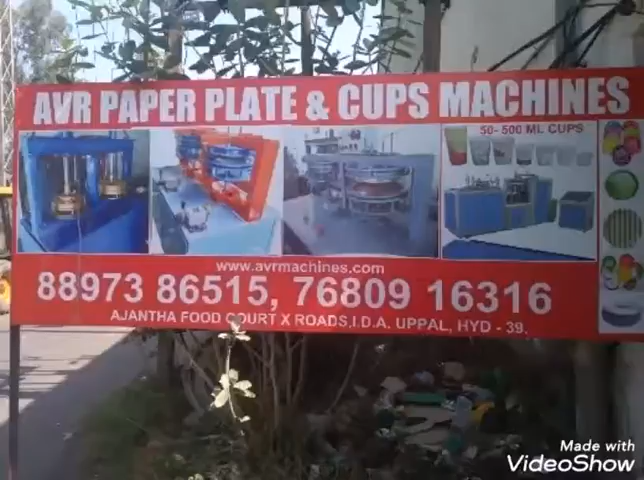 AVR PAPER PLATE & CUPS MACHINES
50- 500 ML CUPS
www.avrmachines.com
88973 86515, 76809 16316
AJANTHA FOOD COURT X ROADS,I.D.A. UPPAL, HYD - 39.
Made with
VideoShow